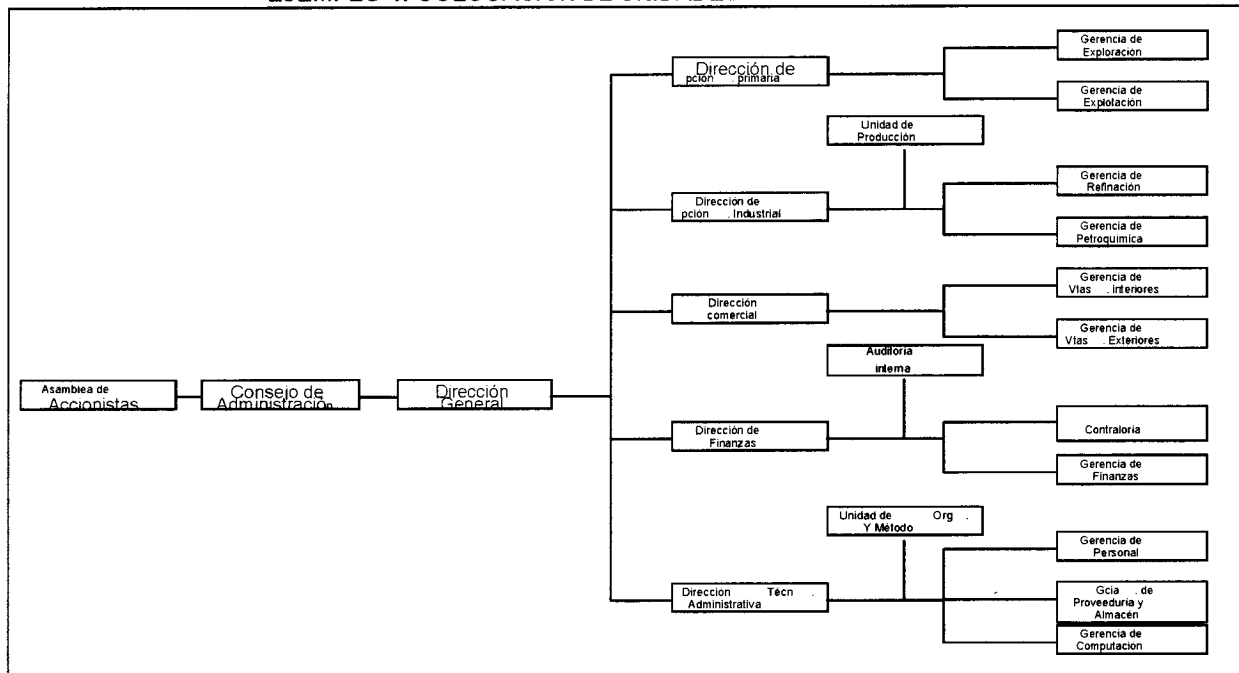 Gerencia de
Exploración
Dirección de
pción . primaria
Gerencia de
Explotación
Unidad de
Producción
Gerencia de
Refinación
Dirección de
pción . Industrial
Gerencia de
Petroquímica
Gerencia de
Vtas . interiores
Dirección
comercial
Gerencia de
Vtas . Exteriores
Auditoría
interna
Asamblea de
Accionistas
Consejo de
Administración
Dirección
General
Dirección de
Finanzas
Contraloría
Gerencia de
Finanzas
Unidad de Org .
Y Método
Gerencia de
Personal
Dirección Técn .
Administrativa
Gcia . de
Proveeduría y
Almacén
Gerencia de
Computación